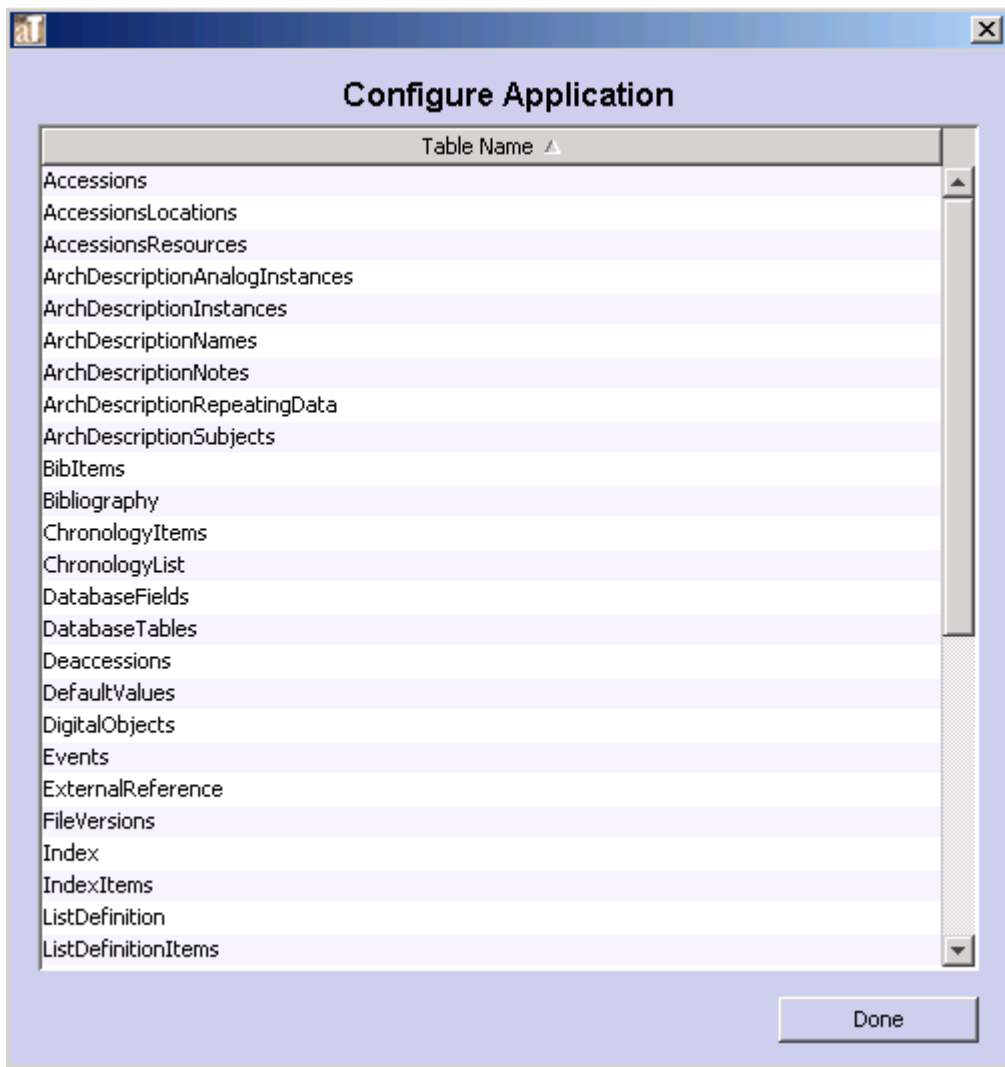 aT
Configure Application
Table Name
Accessions
AccessionsLocations
AccessionsResources
ArchDescriptionAnalogInstances
ArchDescriptionInstances
ArchDescriptionNames
ArchDescriptionNotes
ArchDescriptionRepeatingData
ArchDescriptionSubjects
BibItems
Bibliography
ChronologyItems
ChronologyList
DatabaseFields
DatabaseTables
Deaccessions
DefaultValues
DigitalObjects
Events
ExternalReference
FileVersions
Index
IndexItems
ListDefinition
ListDefinitionItems
Done